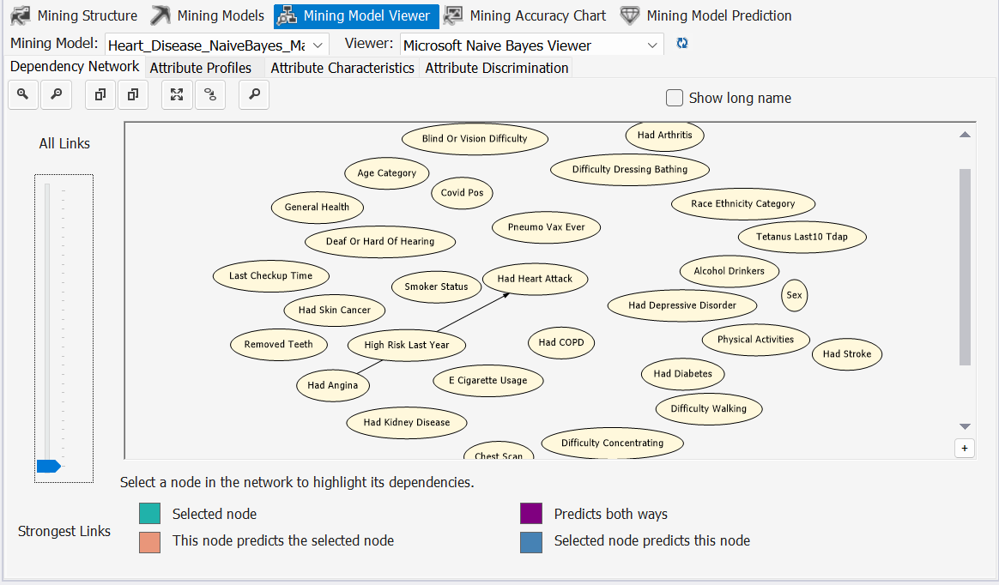 Mining Structure Mining Models Mining Model Viewer Mining Accuracy Chart Mining Model Prediction
Mining Model: Heart_Disease_NaiveBayes_Ma Viewer: Microsoft Naive Bayes Viewer
Dependency Network Attribute Profiles Attribute Characteristics Attribute Discrimination
Show long name
All Links
Blind Or Vision Difficulty
Had Arthritis
Age Category
Difficulty Dressing Bathing
Covid Pos
General Health
Race Ethnicity Category
Pneumo Vax Ever
Deaf Or Hard Of Hearing
Tetanus Last10 Tdap
Last Checkup Time
Smoker Status
Had Heart Attack
Alcohol Drinkers
Sex
Had Skin Cancer
Had Depressive Disorder
Removed Teeth
High Risk Last Year
Had COPD
Physical Activities
Had Stroke
Had Angina
E Cigarette Usage
Had Diabetes
Difficulty Walking
Had Kidney Disease
Difficulty Concentrating
Chest Scan
+
Select a node in the network to highlight its dependencies.
Strongest Links
Selected node
Predicts both ways
This node predicts the selected node
Selected node predicts this node